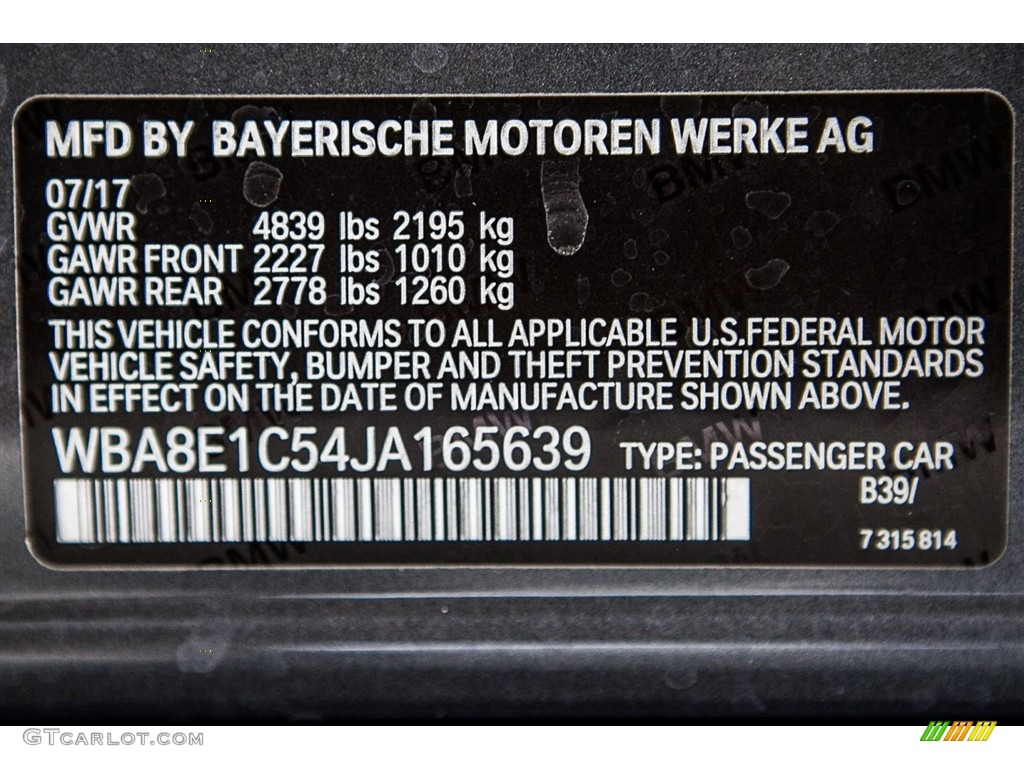 MFD BY BAYERISCHE MOTOREN WERKE AG
07/17
GVWR 4839 lbs 2195 kg
GAWR FRONT 2227 lbs 1010 kg
GAWR REAR 2778 lbs 1260 kg
THIS VEHICLE CONFORMS TO ALL APPLICABLE U.S.FEDERAL MOTOR
VEHICLE SAFETY, BUMPER AND THEFT PREVENTION STANDARDS
IN EFFECT ON THE DATE OF MANUFACTURE SHOWN ABOVE.
WBA8E1C54JA165639 TYPE: PASSENGER CAR
B39/
7 315 814
GTcarlot.com